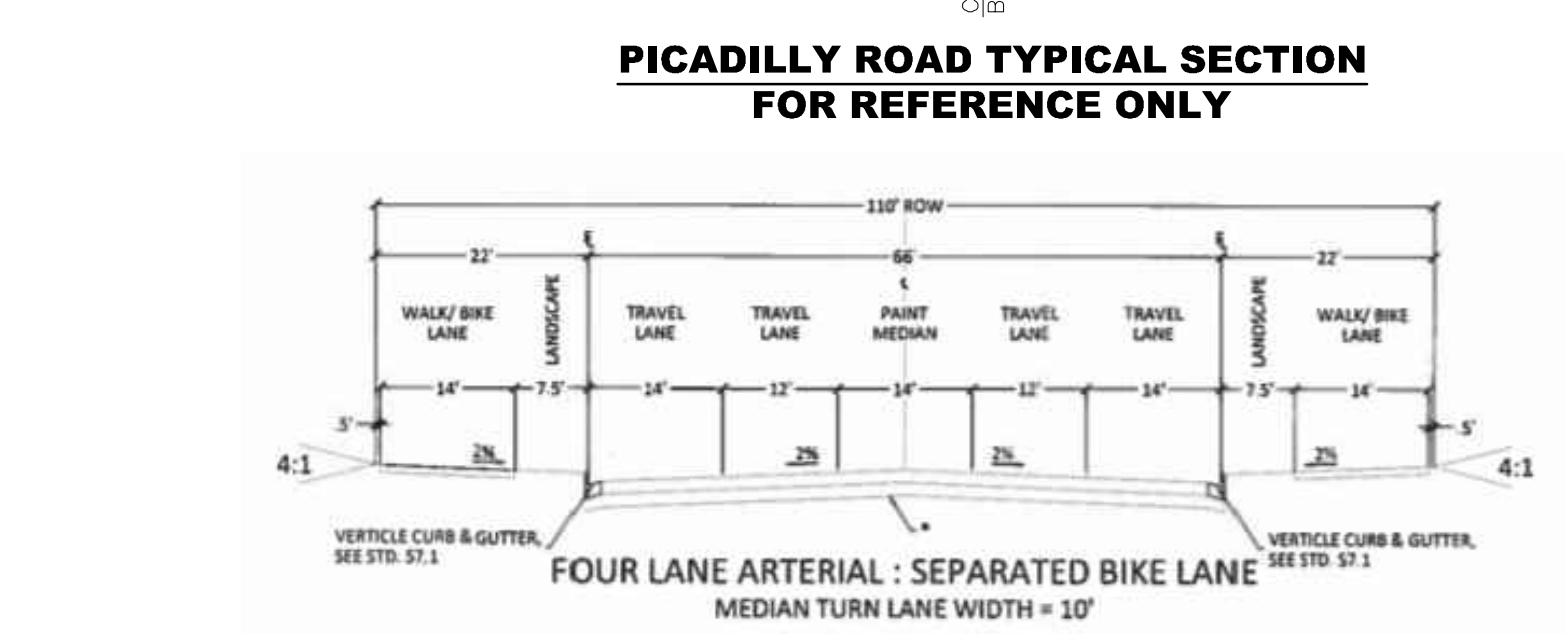 C
B
PICADILLY ROAD TYPICAL SECTION
FOR REFERENCE ONLY
110' ROW
22'
66'
22'
WALK/ BIKE
LANE
LANDSCAPE
TRAVEL
LANE
TRAVEL
LANE
PAINT
MEDIAN
TRAVEL
LANE
TRAVEL
LANE
LANDSCAPE
WALK/ BIKE
LANE
14'
7.5'
14'
12'
14'
12'
14'
7.5'
14'
.5'
.5'
2%
2%
2%
2%
4:1
4:1
VERTICLE CURB & GUTTER,
SEE STD. S7.1
VERTICLE CURB & GUTTER,
SEE STD. S7.1
FOUR LANE ARTERIAL : SEPARATED BIKE LANE
MEDIAN TURN LANE WIDTH = 10'